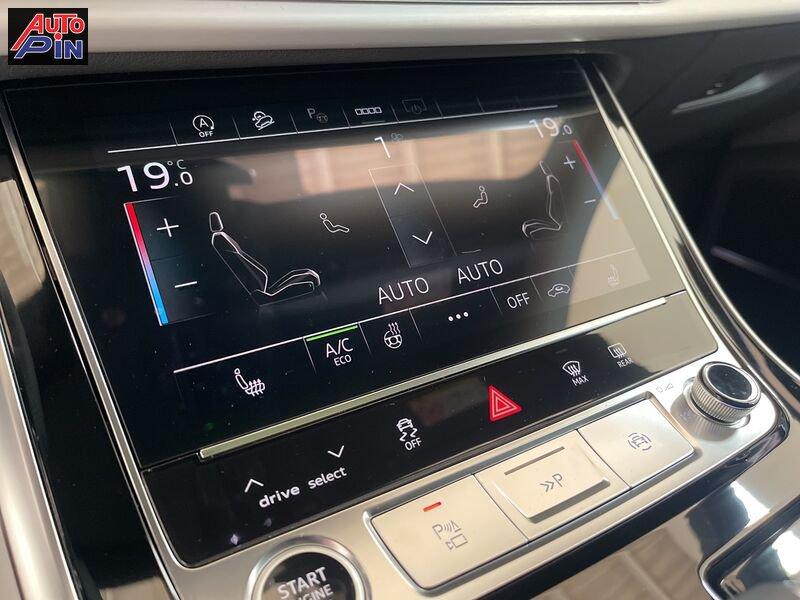 AUTO
PIN
A
OFF
P
19.0 °C
1
19.0
+
+
−
−
AUTO
AUTO
A/C
ECO
OFF
MAX
REAR
OFF
drive select
P
P
START
ENGINE